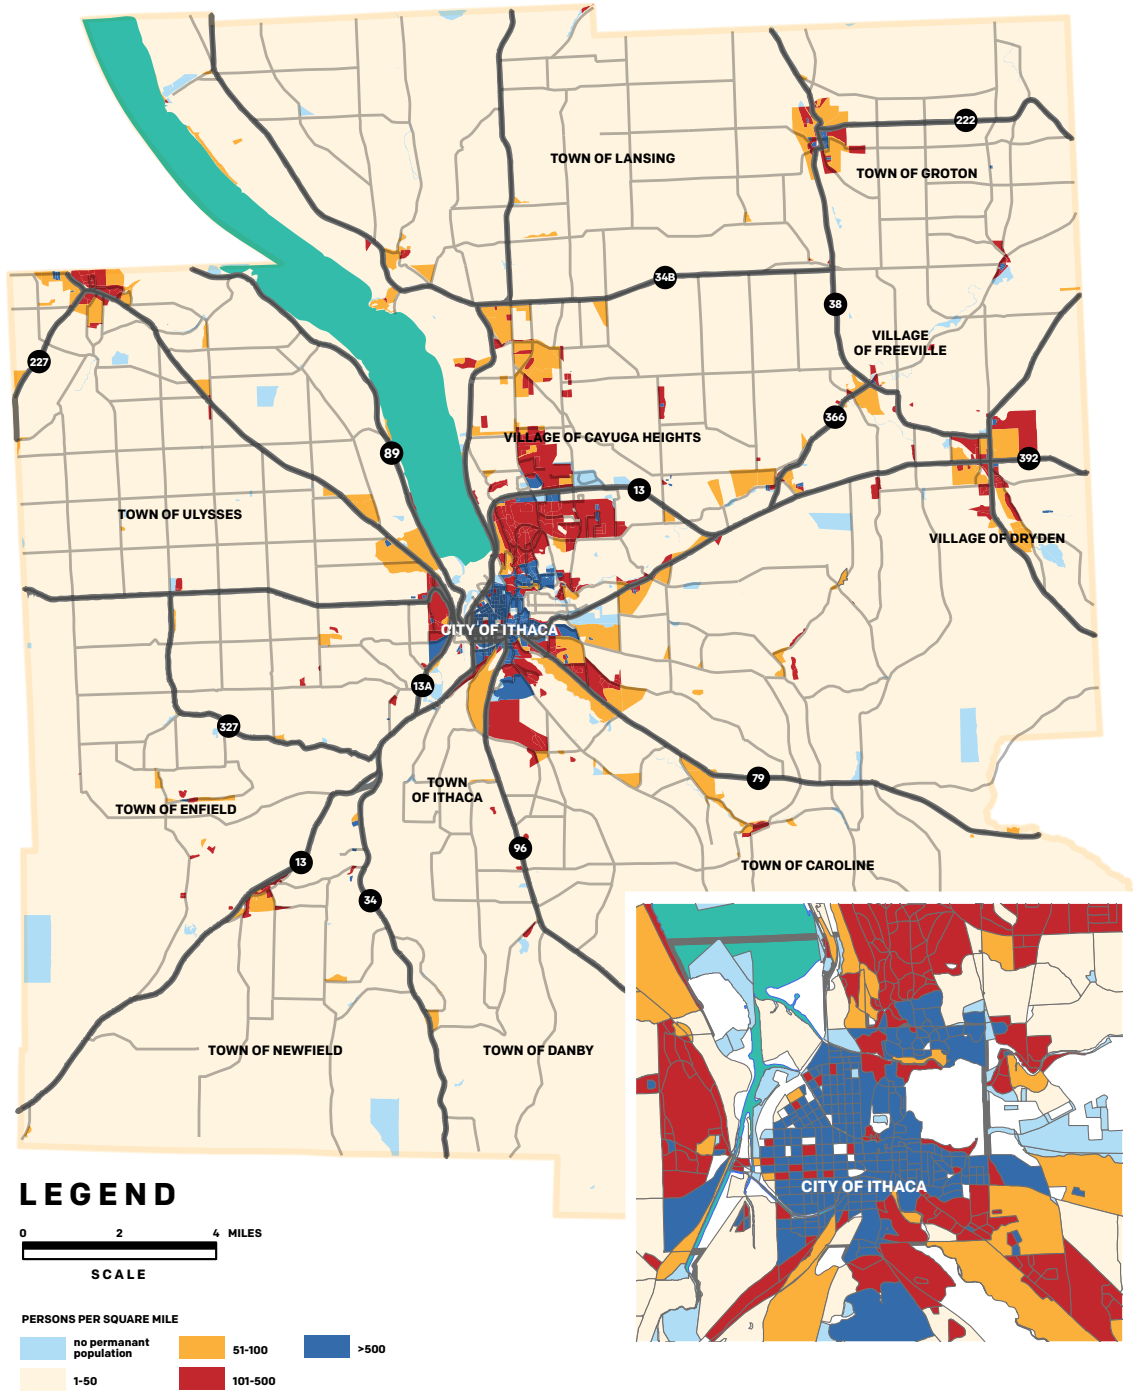 222
TOWN OF LANSING
TOWN OF GROTON
34B
38
227
VILLAGE
OF FREEVILLE
366
VILLAGE OF CAYUGA HEIGHTS
89
392
13
TOWN OF ULYSSES
VILLAGE OF DRYDEN
CITY OF ITHACA
13A
327
79
TOWN
OF ITHACA
TOWN OF ENFIELD
96
13
TOWN OF CAROLINE
34
TOWN OF NEWFIELD
TOWN OF DANBY
CITY OF ITHACA
LEGEND
0 2 4 MILES
SCALE
PERSONS PER SQUARE MILE
no permanant
population
51-100
>500
1-50
101-500